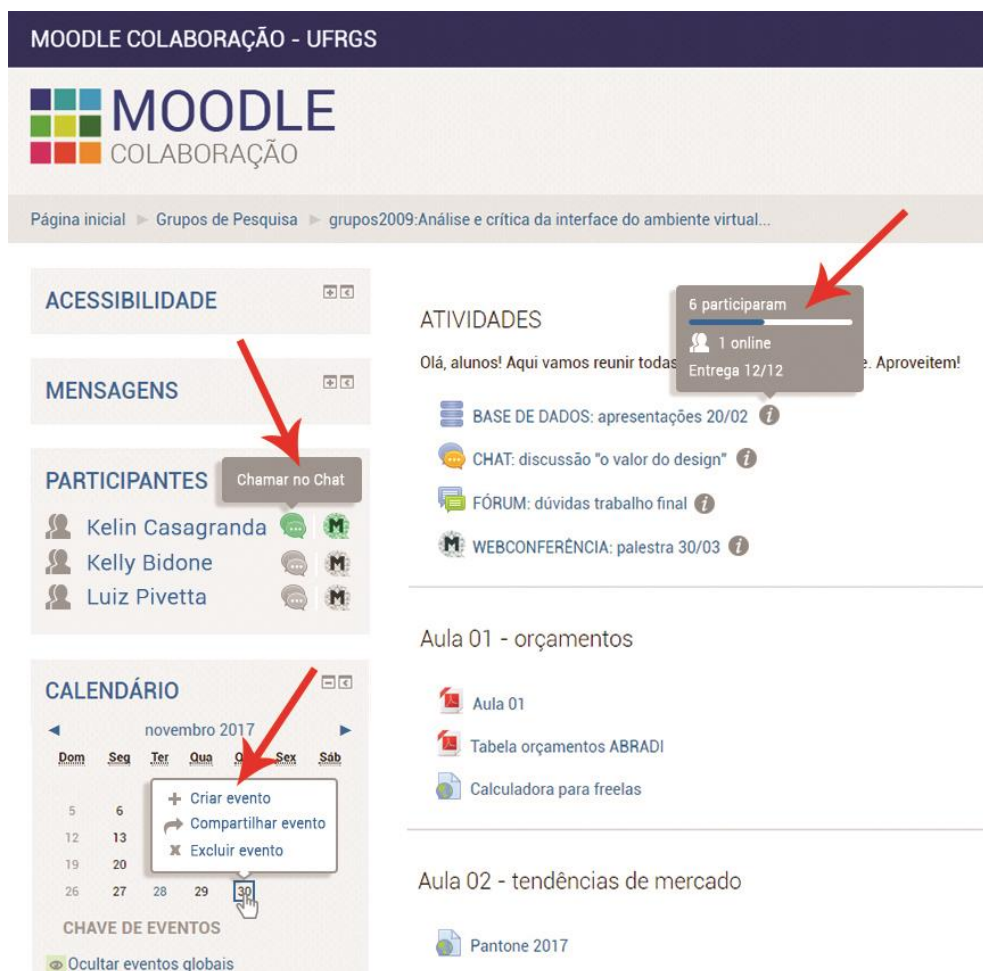 MOODLE COLABORAÇÃO - UFRGS
MOODLE
COLABORAÇÃO
Página inicial ► Grupos de Pesquisa ► grupos2009:Análise e crítica da interface do ambiente virtual...
ACESSIBILIDADE
MENSAGENS
PARTICIPANTES
Chamar no Chat
Kelin Casagranda
Kelly Bidone
Luiz Pivetta
CALENDÁRIO
novembro 2017
Dom Seg Ter Qua Sex Sáb
5 6
12 13
19 20
26 27 28 29 30
Criar evento
Compartilhar evento
Excluir evento
CHAVE DE EVENTOS
Ocultar eventos globais
ATIVIDADES
6 participaram
1 online
Entrega 12/12
Olá, alunos! Aqui vamos reunir todas e. Aproveitem!
BASE DE DADOS: apresentações 20/02
CHAT: discussão "o valor do design"
FÓRUM: dúvidas trabalho final
WEBCONFERÊNCIA: palestra 30/03
Aula 01 - orçamentos
Aula 01
Tabela orçamentos ABRADI
Calculadora para freelas
Aula 02 - tendências de mercado
Pantone 2017